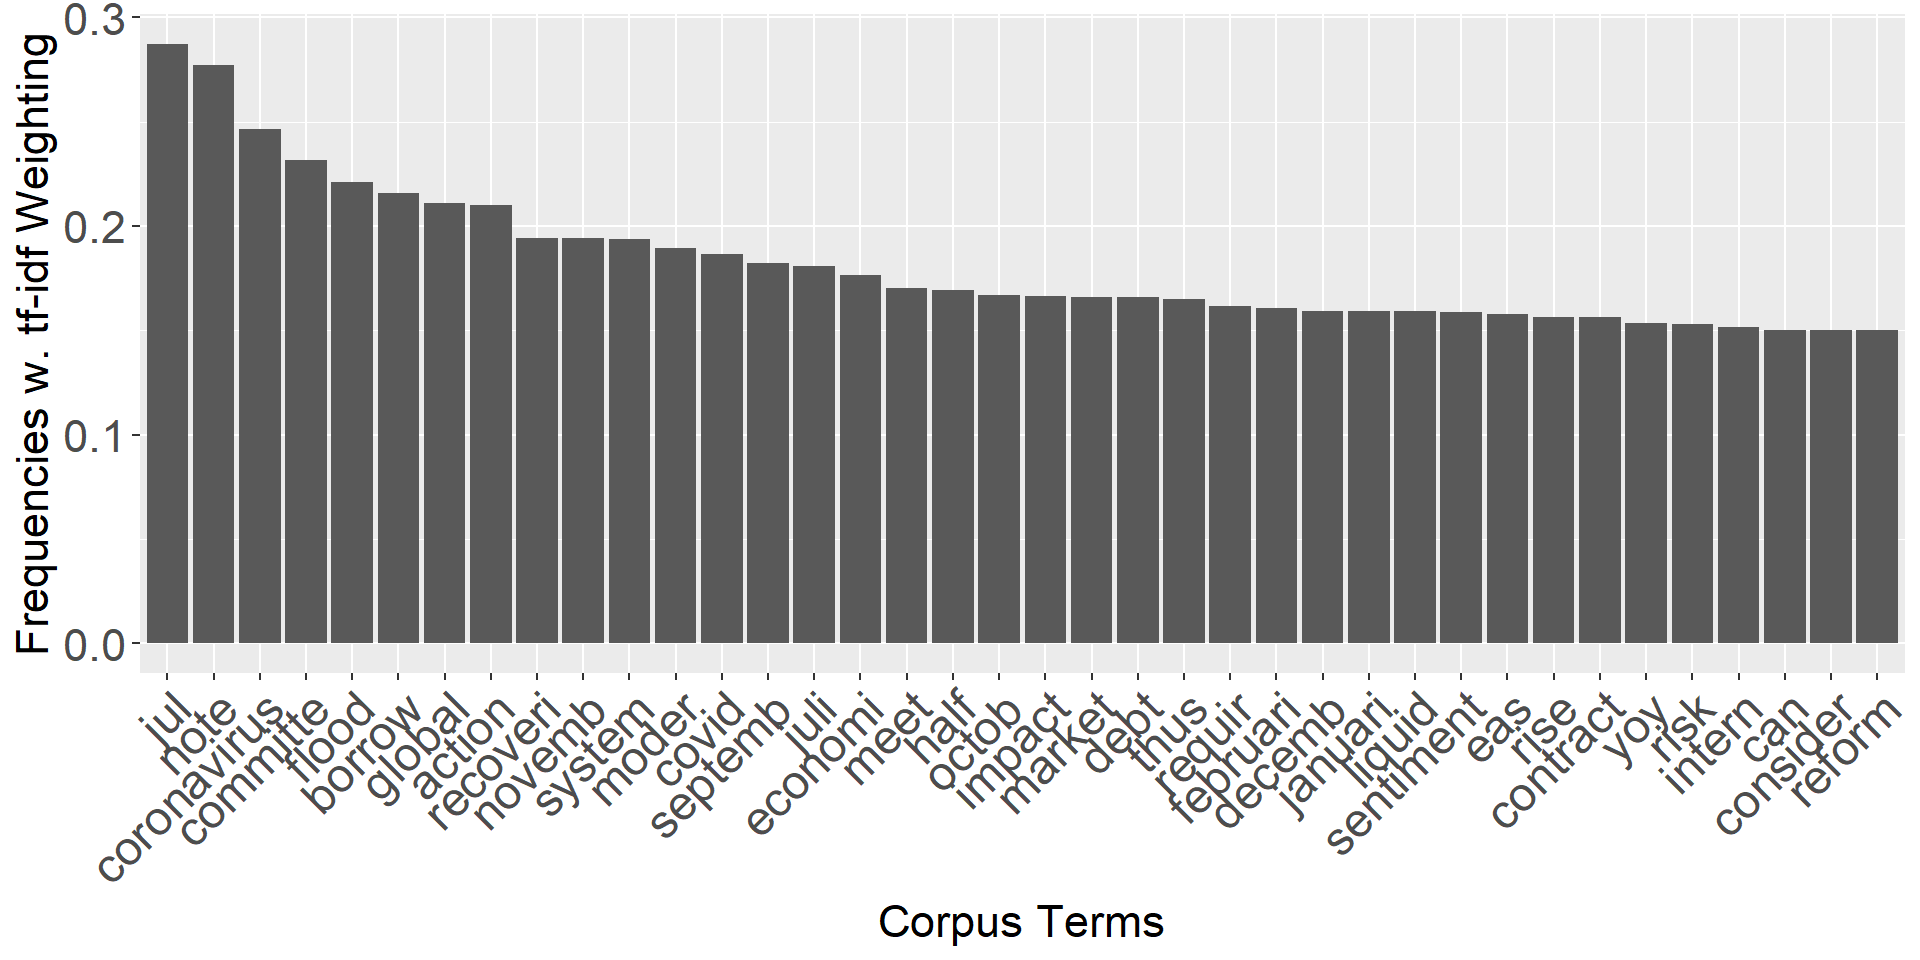 Frequencies w. tf-idf Weighting
0.3
0.2
0.1
0.0
jul
note
coronavirus
committe
flood
borrow
global
action
recoveri
novemb
system
moder
covid
septemb
juli
economi
meet
half
octob
impact
market
debt
thus
requir
februari
decemb
januari
liquid
sentiment
eas
rise
contract
yoy
risk
intern
can
consider
reform
Corpus Terms